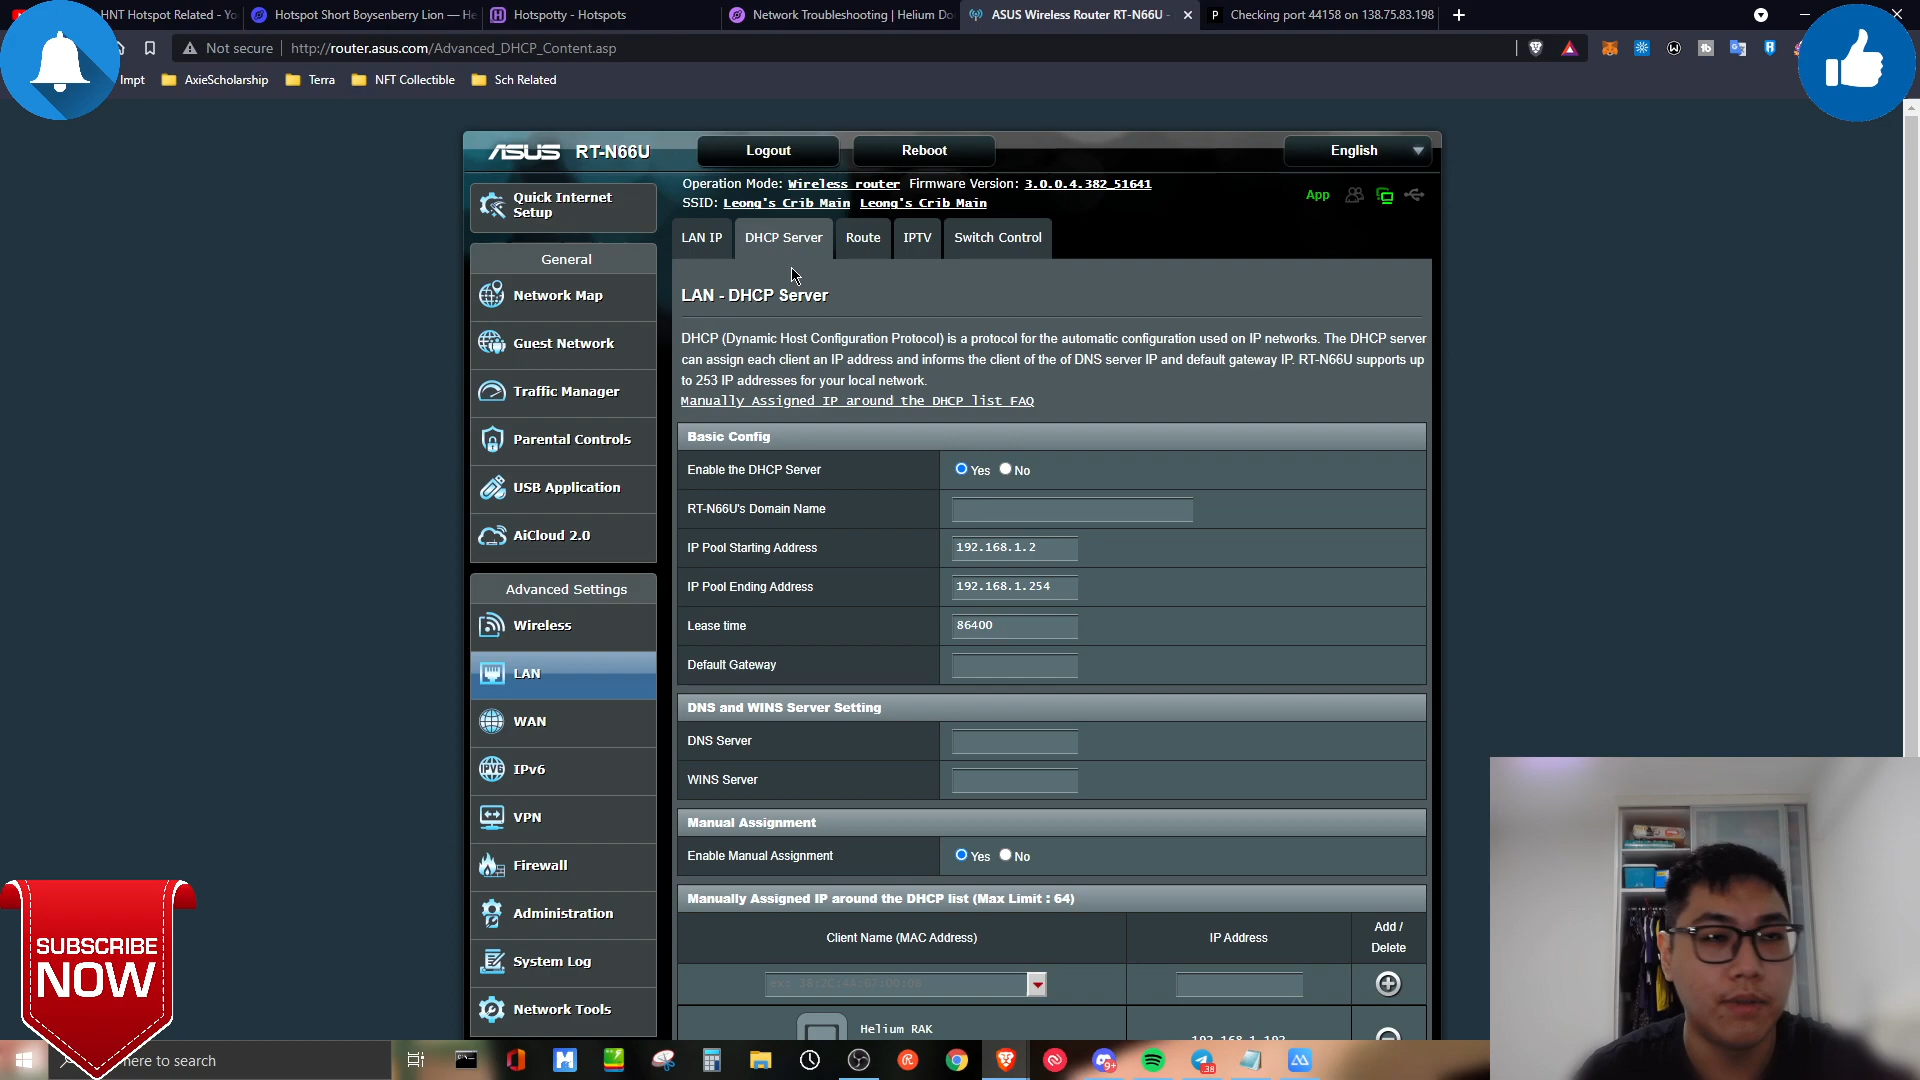 HNT Hotspot Related - Yo
Hotspot Short Boysenberry Lion — He
Hotspotty - Hotspots
Network Troubleshooting | Helium Do
ASUS Wireless Router RT-N66U -
Checking port 44158 on 138.75.83.198
Not secure
http://router.asus.com/Advanced_DHCP_Content.asp
Impt
AxieScholarship
Terra
NFT Collectible
Sch Related
ASUS RT-N66U
Logout
Reboot
English
Quick Internet
Setup
Operation Mode: Wireless router Firmware Version: 3.0.0.4.382_51641
SSID: Leong's Crib Main Leong's Crib Main
App
LAN IP
DHCP Server
Route
IPTV
Switch Control
General
Network Map
Guest Network
Traffic Manager
Parental Controls
USB Application
AiCloud 2.0
Advanced Settings
Wireless
LAN
WAN
IPv6
VPN
Firewall
Administration
System Log
Network Tools
LAN - DHCP Server
DHCP (Dynamic Host Configuration Protocol) is a protocol for the automatic configuration used on IP networks. The DHCP server
can assign each client an IP address and informs the client of the of DNS server IP and default gateway IP. RT-N66U supports up
to 253 IP addresses for your local network.
Manually Assigned IP around the DHCP list FAQ
Basic Config
Enable the DHCP Server
Yes No
RT-N66U's Domain Name
IP Pool Starting Address
192.168.1.2
IP Pool Ending Address
192.168.1.254
Lease time
86400
Default Gateway
DNS and WINS Server Setting
DNS Server
WINS Server
Manual Assignment
Enable Manual Assignment
Yes No
Manually Assigned IP around the DHCP list (Max Limit : 64)
Client Name (MAC Address)
IP Address
Add /
Delete
Helium RAK
SUBSCRIBE
NOW
here to search